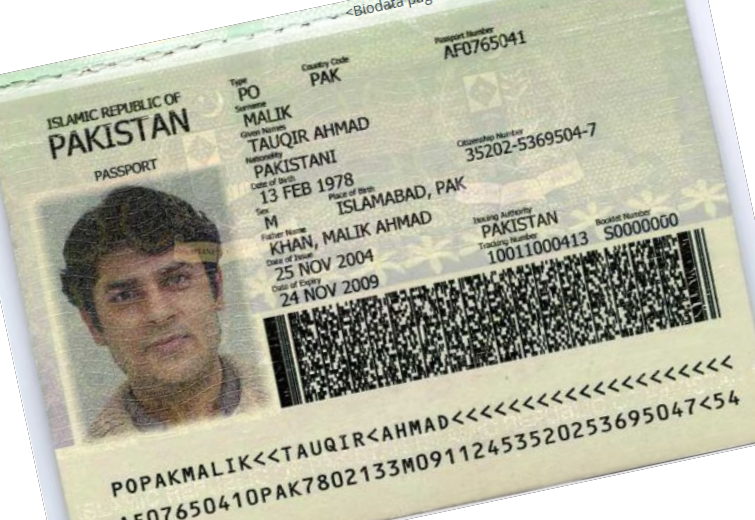 <Biodata pag
ISLAMIC REPUBLIC OF
PAKISTAN
PASSPORT
Type
PO
Country Code
PAK
Passport Number
AF0765041
Surname
MALIK
Given Names
TAUQIR AHMAD
Nationality
PAKISTANI
Citizenship Number
35202-5369504-7
Date of Birth
13 FEB 1978
Sex
M
Place of Birth
ISLAMABAD, PAK
Father Name
KHAN, MALIK AHMAD
Date of Issue
25 NOV 2004
Issuing Authority
PAKISTAN
Tracking Number
10011000413
Booklet Number
S0000000
Date of Expiry
24 NOV 2009
POPAKMALIK<<TAUQIR<AHMAD<<<<<<<<<<<<<<<<<<<<
AF07650410PAK7802133M09112453520253695047<54